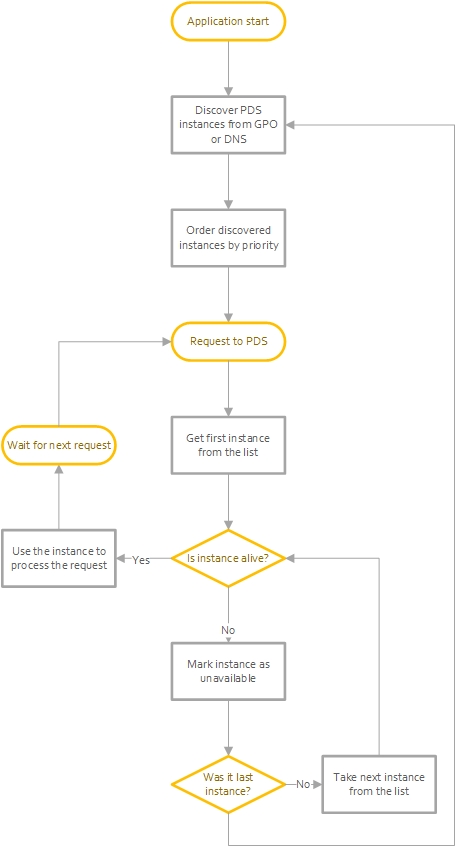 Application start
Discover PDS
instances from GPO
or DNS
Order discovered
instances by priority
Request to PDS
Wait for next request
Get first instance
from the list
Use the instance to
process the request
Yes
Is instance alive?
No
Mark instance as
unavailable
Was it last
instance?
No
Take next instance
from the list